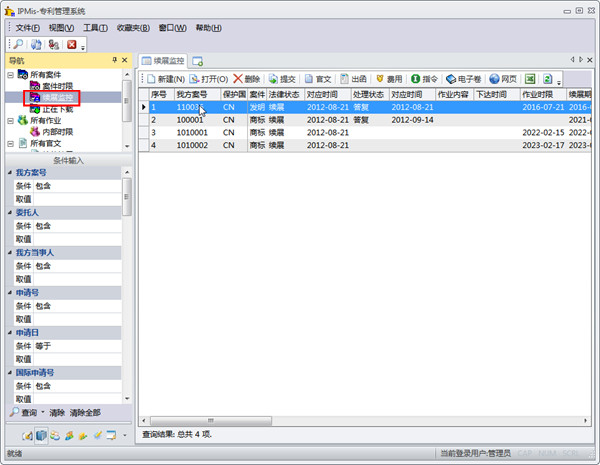 IPMis-专利管理系统
文件(F) 视图(V) 工具(T) 收藏夹(B) 窗口(W) 帮助(H)
导航
所有案件
案件时限
续展监控
正在下载
所有作业
内部时限
所有官文
条件输入
我方案号
条件 包含
取值
委托人
条件 包含
取值
我方当事人
条件 包含
取值
申请号
条件 包含
取值
申请日
条件 等于
取值
国际申请号
条件 包含
取值
查询 清除 清除全部
续展监控
新建(N) 打开(O) 删除 提交 官文 出函 费用 指令 电子卷 网页
序号 我方案号 保护国 案件 法律状态 对应时间 处理状态 对应时间 作业内容 下达时间 作业时限 续展期
1 CN 发明 续展 2012-08-21 答复 2012-08-21 2016-07-21 2016-0
2 100001 CN 商标 续展 2012-08-21 答复 2012-09-14 2021-0
3 1010001 CN 商标 续展 2012-08-21 2022-02-15 2022-0
4 1010002 CN 商标 续展 2012-08-21 2023-02-17 2023-0
查询结果: 总共 4 项.
就绪 当前登录用户:管理员 CAP NUM SCRL